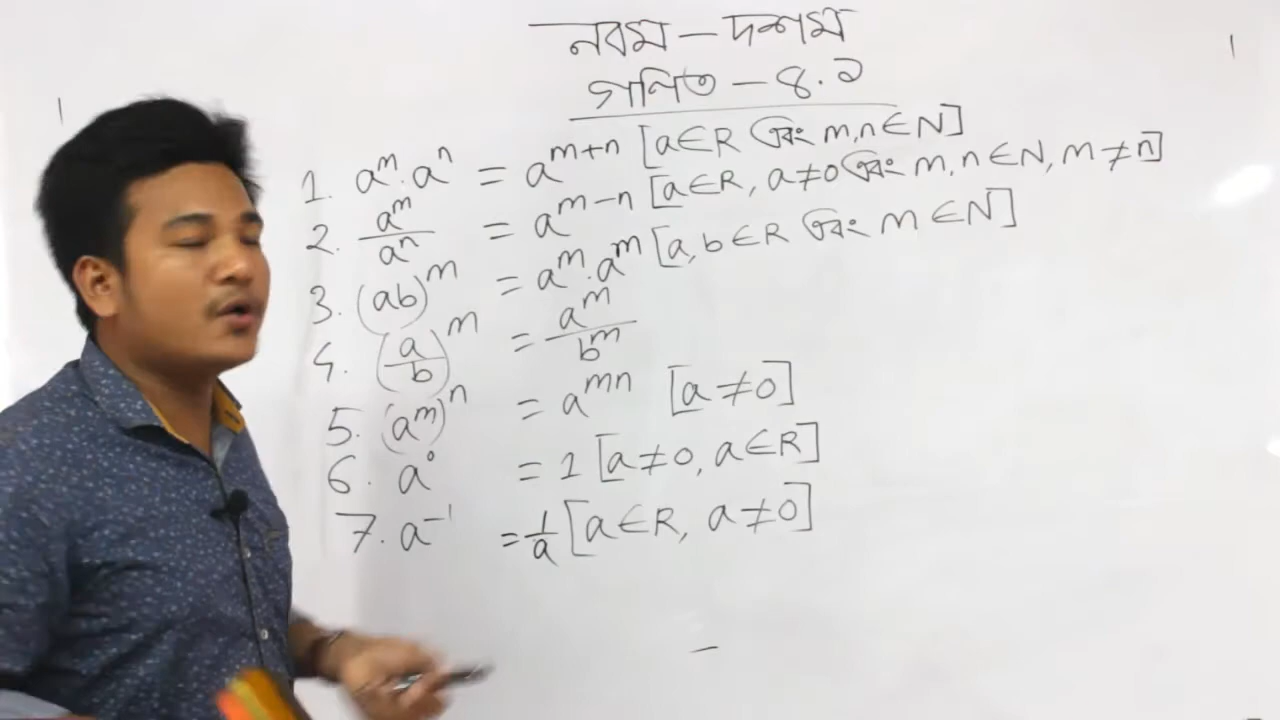 নবম – দশম
গণিত – ৪.১
1. aᵐ.aⁿ = aᵐ⁺ⁿ [a∈R এবং m,n∈N]
2. aᵐ/aⁿ = aᵐ⁻ⁿ [a∈R, a≠0 এবং m,n∈N, m≠n]
3. (ab)ᵐ = aᵐ.aᵐ [a,b∈R এবং m∈N]
4. (a/b)ᵐ = aᵐ/bᵐ
5. (aᵐ)ⁿ = aᵐⁿ [a≠0]
6. a⁰ = 1 [a≠0, a∈R]
7. a⁻¹ = 1/a [a∈R, a≠0]